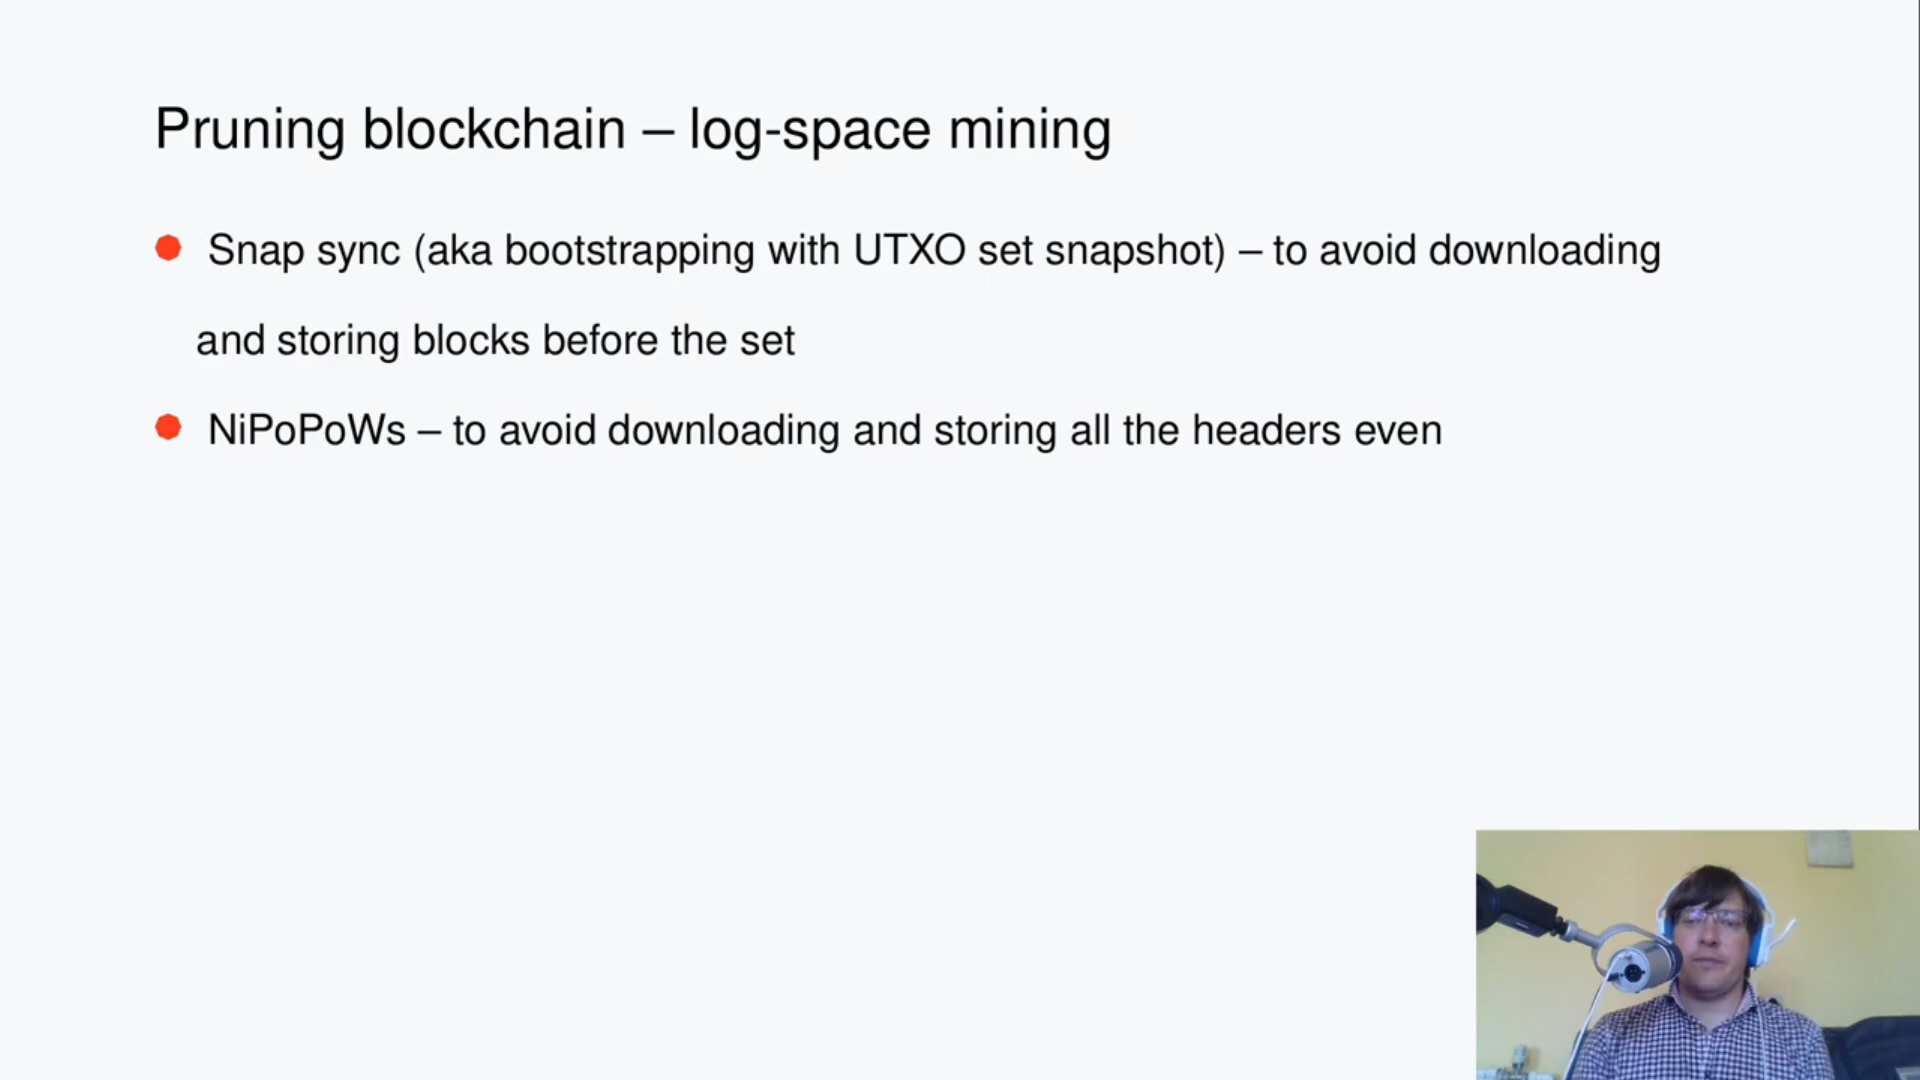 Pruning blockchain – log-space mining
Snap sync (aka bootstrapping with UTXO set snapshot) – to avoid downloading
and storing blocks before the set
NiPoPoWs – to avoid downloading and storing all the headers even